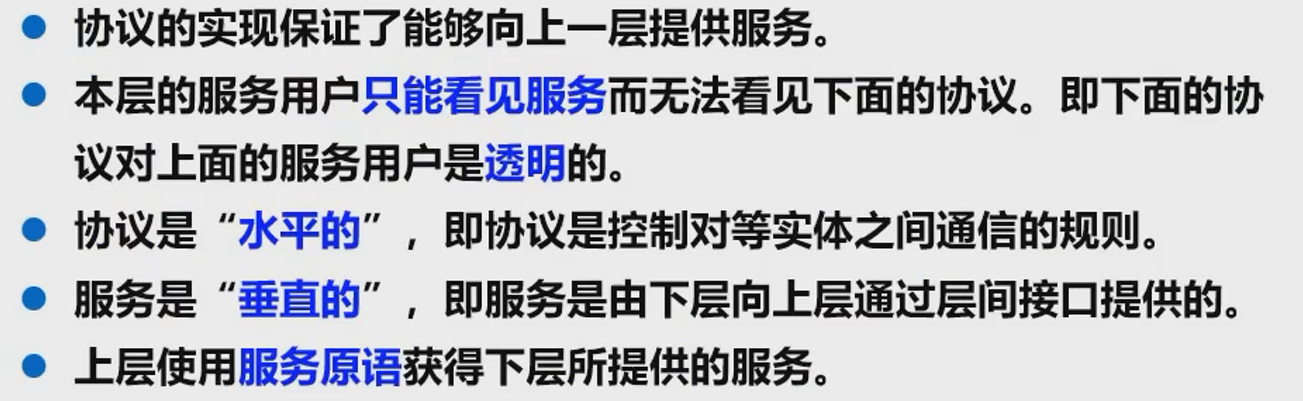 ● 协议的实现保证了能够向上一层提供服务。
● 本层的服务用户只能看见服务而无法看见下面的协议。即下面的协
议对上面的服务用户是透明的。
● 协议是“水平的”，即协议是控制对等实体之间通信的规则。
● 服务是“垂直的”，即服务是由下层向上层通过层间接口提供的。
● 上层使用服务原语获得下层所提供的服务。